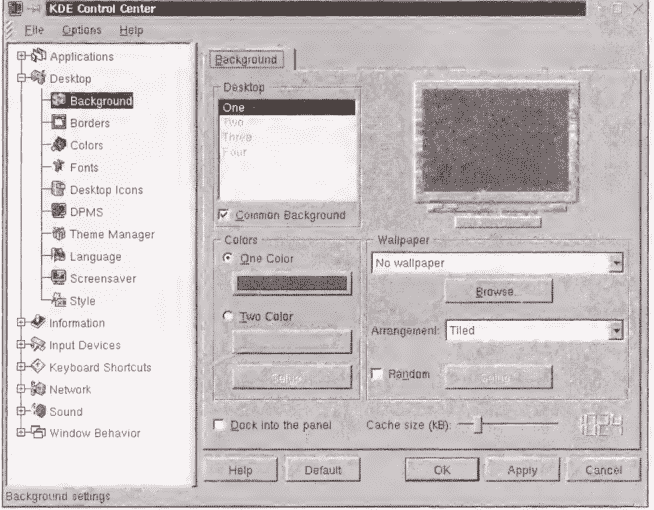 KDE Control Center
File Options Help
Applications
Desktop
Background
Borders
Colors
Fonts
Desktop Icons
DPMS
Theme Manager
Language
Screensaver
Style
Information
Input Devices
Keyboard Shortcuts
Network
Sound
Window Behavior
Background
Desktop
One
Two
Three
Four
Common Background
Colors
One Color
Two Color
Setup...
Wallpaper
No wallpaper
Browse...
Arrangement: Tiled
Random
Setup...
Dock into the panel
Cache size (KB):
1024
Help
Default
OK
Apply
Cancel
Background settings